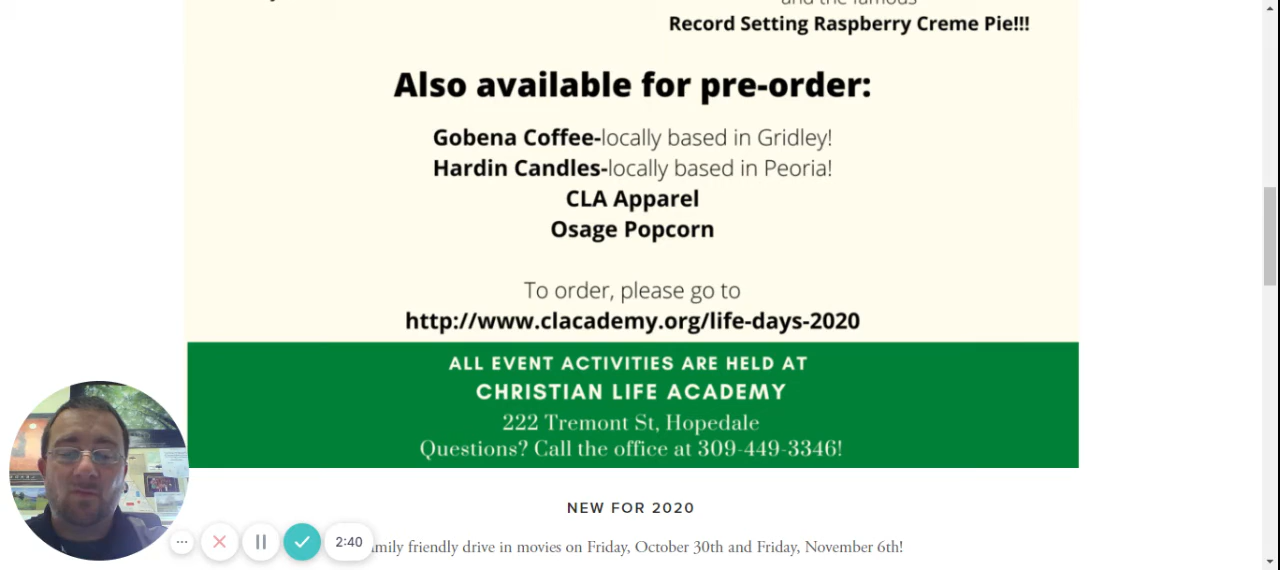 and the famous
Record Setting Raspberry Creme Pie!!!
Also available for pre-order:
Gobena Coffee-locally based in Gridley!
Hardin Candles-locally based in Peoria!
CLA Apparel
Osage Popcorn
To order, please go to
http://www.clacademy.org/life-days-2020
ALL EVENT ACTIVITIES ARE HELD AT
CHRISTIAN LIFE ACADEMY
222 Tremont St, Hopedale
Questions? Call the office at 309-449-3346!
NEW FOR 2020
2:40
mily friendly drive in movies on Friday, October 30th and Friday, November 6th!